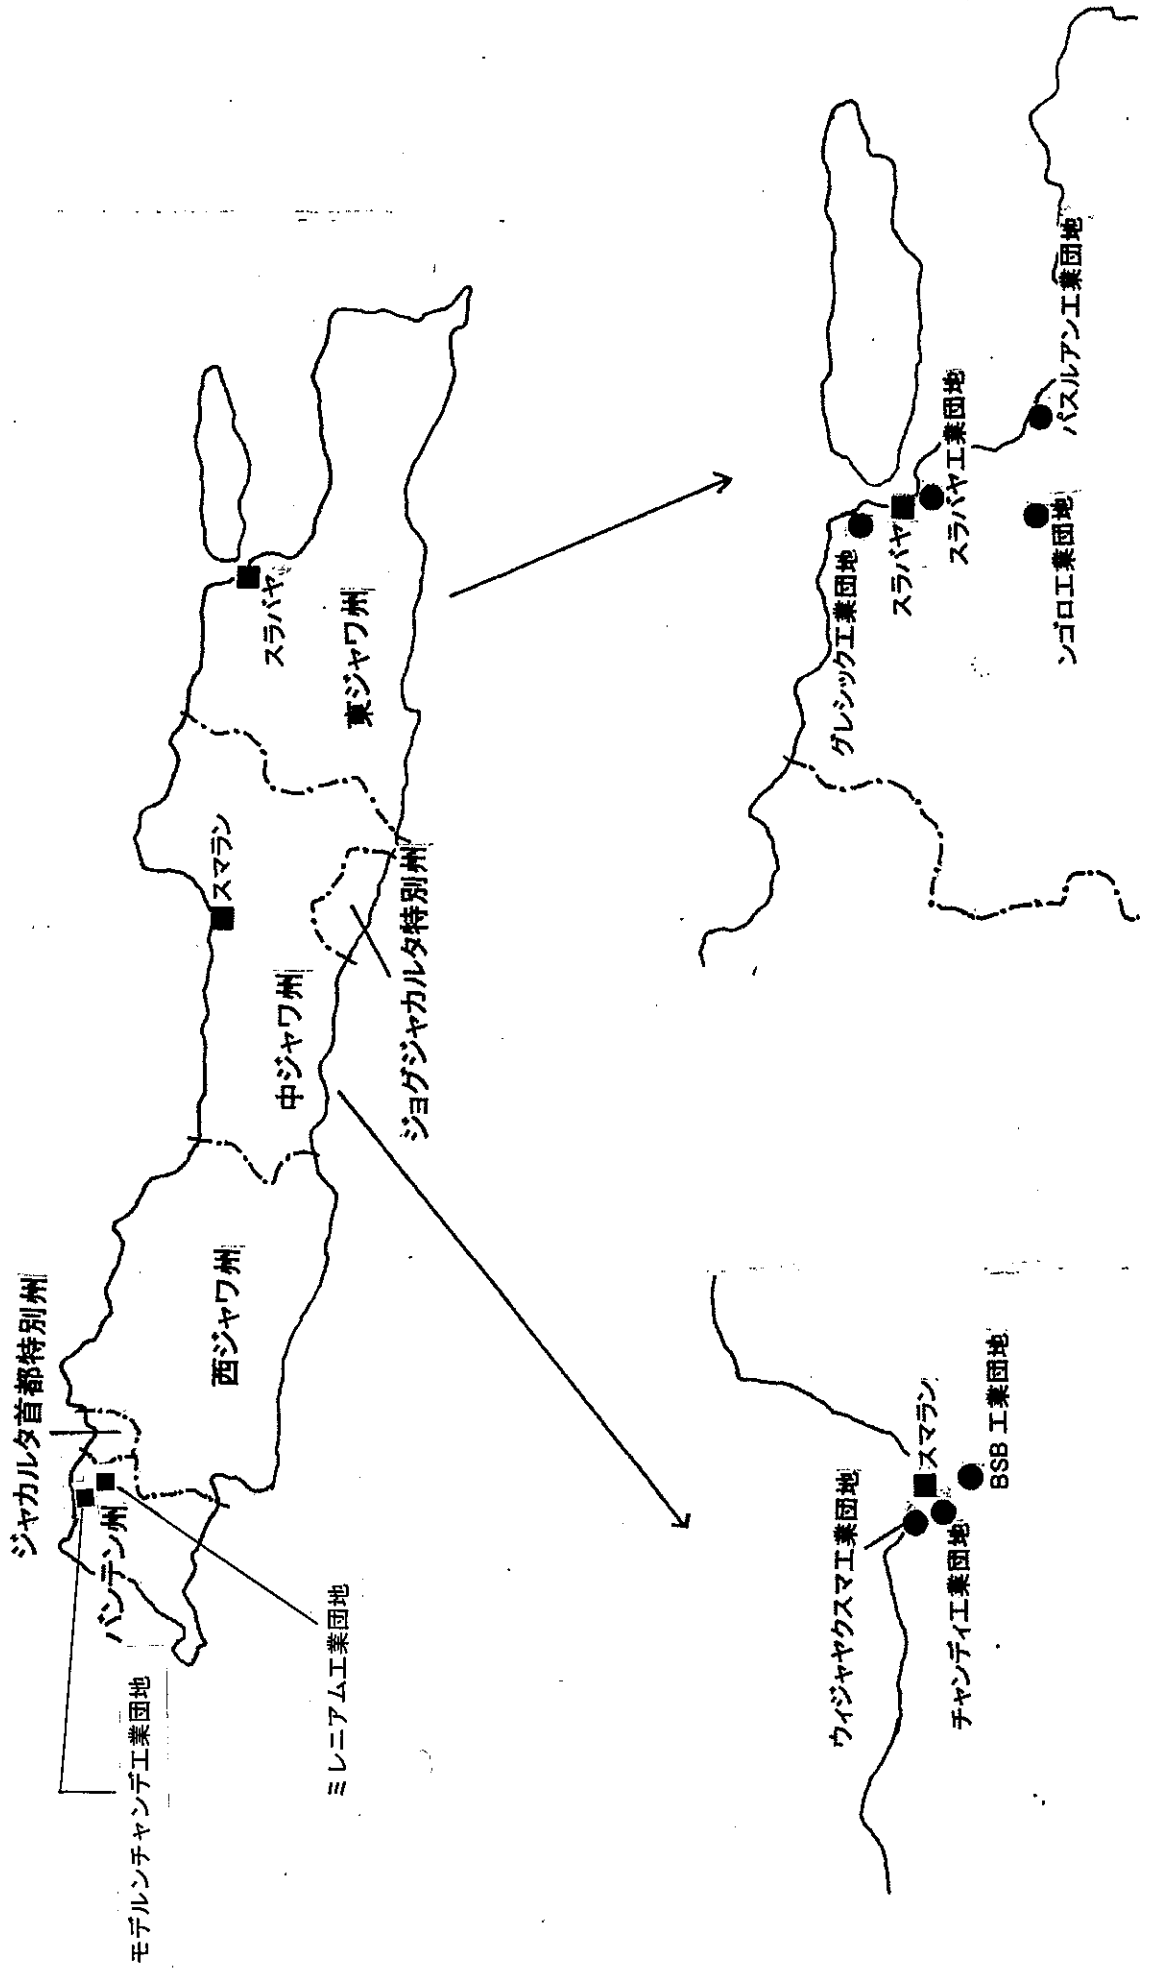 ジャカルタ首都特別州
バンテン州
モデルンチャンデ工業団地
ミレニアム工業団地
西ジャワ州
中ジャワ州
スマラン
ジョグジャカルタ特別州
東ジャワ州
スラバヤ
ウィジャヤクスマ工業団地
スマラン
チャンディ工業団地
BSB 工業団地
グレシック工業団地
スラバヤ
スラバヤ工業団地
ンゴロ工業団地
パスルアン工業団地